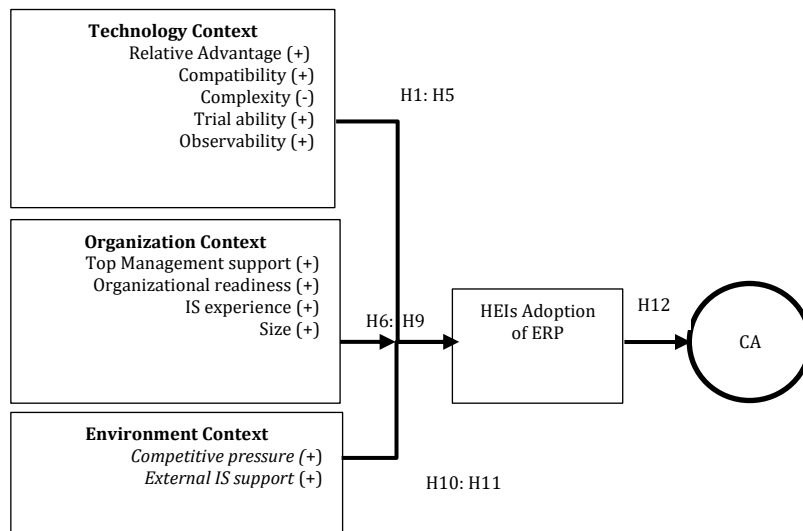 Technology Context
Relative Advantage (+)
Compatibility (+)
Complexity (-)
Trial ability (+)
Observability (+)
H1: H5
Organization Context
Top Management support (+)
Organizational readiness (+)
IS experience (+)
Size (+)
H6: H9
HEIs Adoption
of ERP
H12
CA
Environment Context
Competitive pressure (+)
External IS support (+)
H10: H11